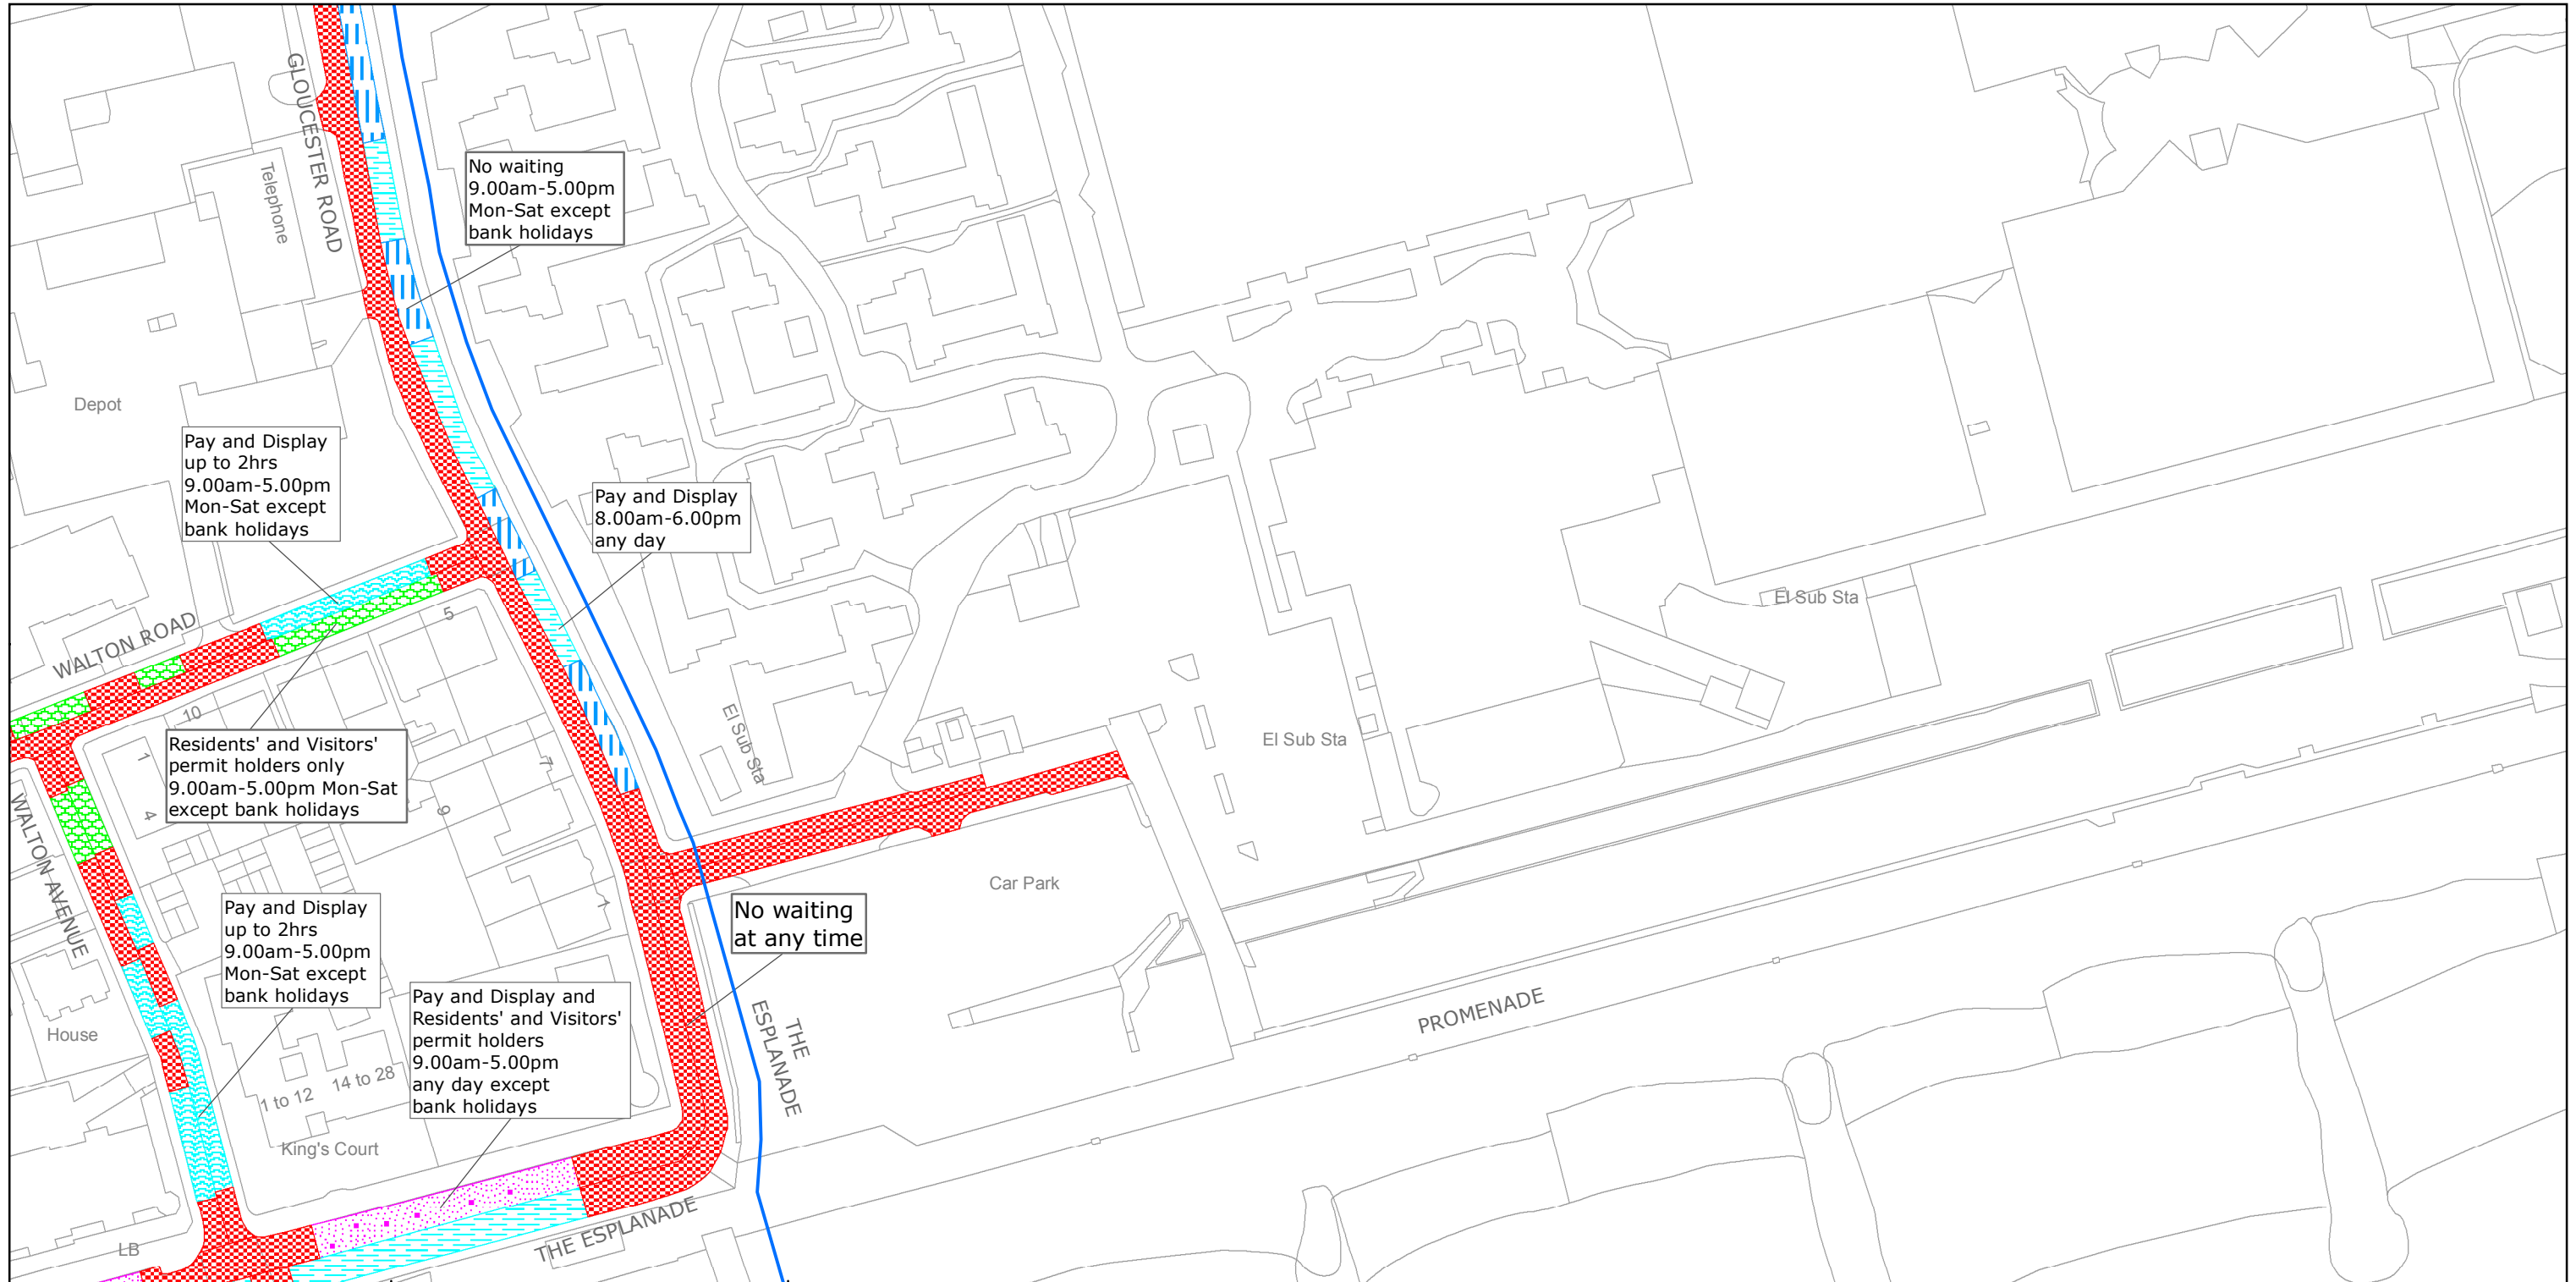 GLOUCESTER ROAD
Telephone
No waiting
9.00am-5.00pm
Mon-Sat except
bank holidays
Depot
Pay and Display
up to 2hrs
9.00am-5.00pm
Mon-Sat except
bank holidays
Pay and Display
8.00am-6.00pm
any day
WALTON ROAD
5
10
El Sub Sta
El Sub Sta
El Sub Sta
Residents' and Visitors'
permit holders only
9.00am-5.00pm Mon-Sat
except bank holidays
1
4
7
9
1
WALTON AVENUE
Car Park
Pay and Display
up to 2hrs
9.00am-5.00pm
Mon-Sat except
bank holidays
No waiting
at any time
Pay and Display and
Residents' and Visitors'
permit holders
9.00am-5.00pm
any day except
bank holidays
THE
ESPLANADE
PROMENADE
House
1 to 12
14 to 28
King's Court
THE ESPLANADE
LB